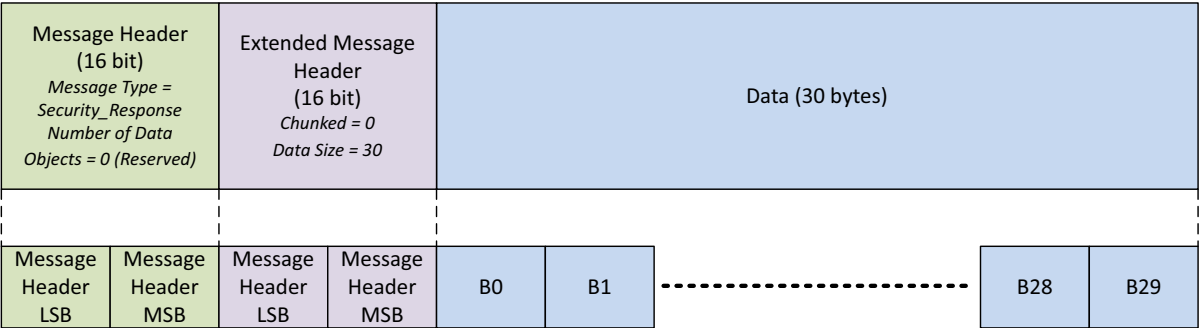 Message Header
(16 bit)
Message Type =
Security_Response
Number of Data
Objects = 0 (Reserved)
Extended Message
Header
(16 bit)
Chunked = 0
Data Size = 30
Data (30 bytes)
Message
Header
LSB
Message
Header
MSB
Message
Header
LSB
Message
Header
MSB
B0
B1
B28
B29